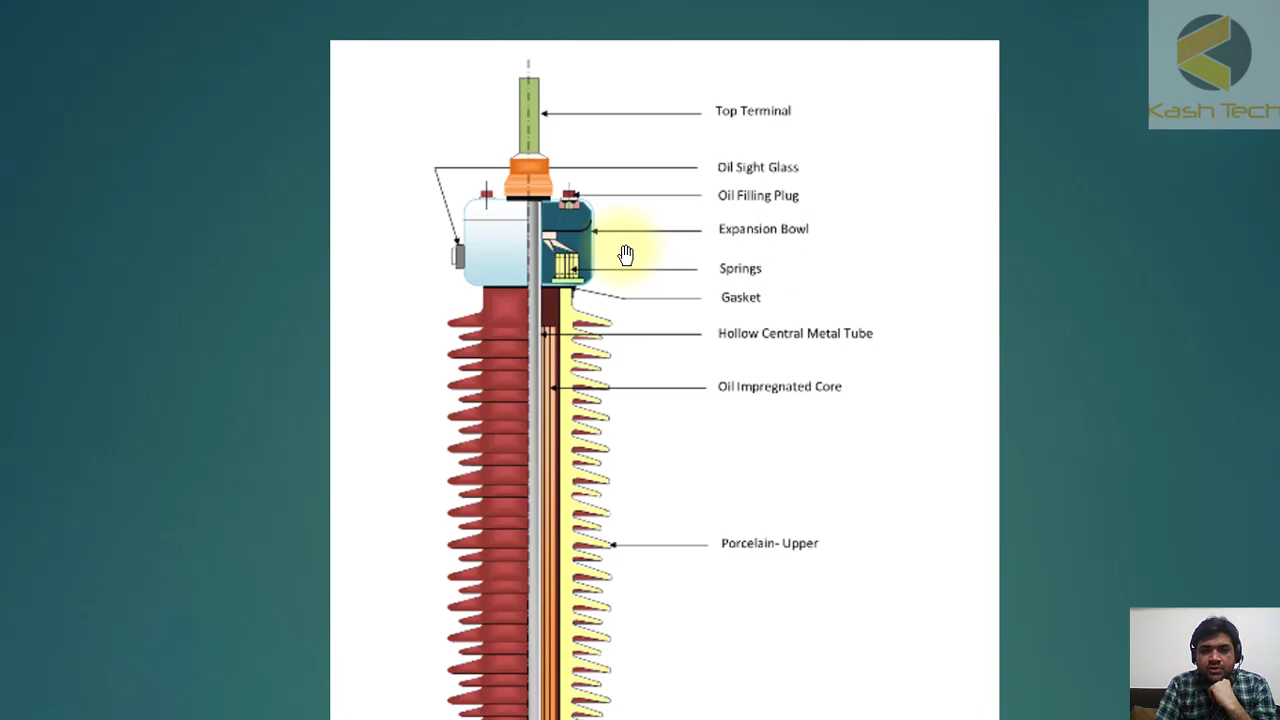 Kash Tech
Top Terminal
Oil Sight Glass
Oil Filling Plug
Expansion Bowl
Springs
Gasket
Hollow Central Metal Tube
Oil Impregnated Core
Porcelain- Upper